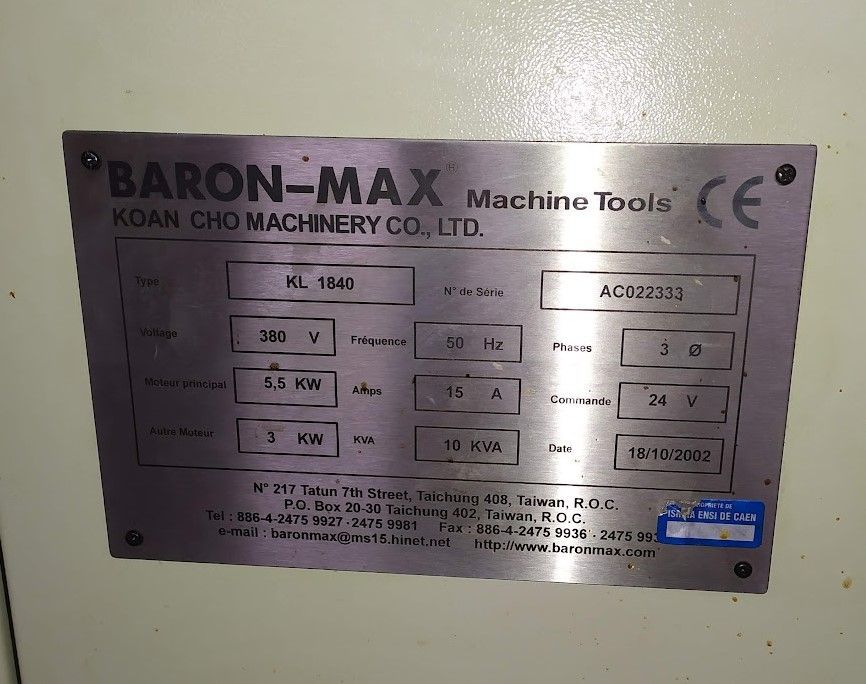 BARON-MAX® Machine Tools CE
KOAN CHO MACHINERY CO., LTD.
Type KL 1840 N° de Série AC022333
Voltage 380 V Fréquence 50 Hz Phases 3 Ø
Moteur principal 5,5 KW Amps 15 A Commande 24 V
Autre Moteur 3 KW KVA 10 KVA Date 18/10/2002
N° 217 Tatun 7th Street, Taichung 408, Taiwan, R.O.C.
P.O. Box 20-30 Taichung 402, Taiwan, R.O.C.
Tel : 886-4-2475 9927 · 2475 9981 Fax : 886-4-2475 9936 · 2475
e-mail : baronmax@ms15.hinet.net http://www.baronmax.com
PROPRIETE DE
ENSI DE CAEN